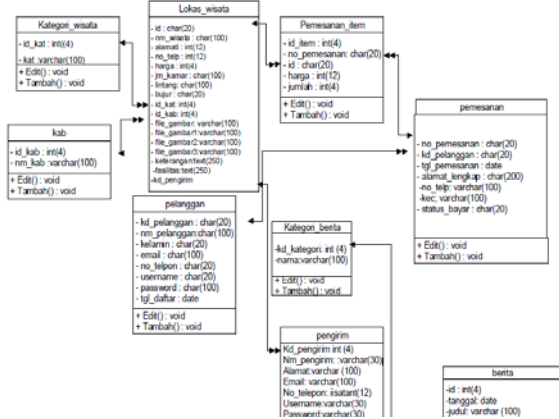 Kategori_wisata
- id_kat : int((4)
- kat :varchar(100)
+ Edit() : void
+ Tambah() : void
Lokas_wisata
- id : char(20)
- nm_wisata : char(100)
- alamatl : int(12)
- no_telp : int(12)
- harga : int(4)
- jm_kamar : char(100)
- lintang: char(100)
- bujur : char(20)
- id_kat: int(4)
- id_kab: int(4)
- file_gambar: varchar(100)
- file_gambar1:varchar(100)
- file_gambar2:varchar(100)
- file_gambar3:varchar(100)
- keterangan:text(250)
-fasilitas:text(250)
-kd_pengirim
Pemesanan_item
- id_item : int(4)
- no_pemesanan: char(20)
- id : char(20)
- harga : int(12)
- jumlah : int(4)
+ Edit() : void
+ Tambah() : void
kab
- id_kab : int(4)
- nm_kab :varchar(100)
+ Edit() : void
+ Tambah() : void
pemesanan
- no_pemesanan : char(20)
- kd_pelanggan : char(20)
- tgl_pemesanan : date
- alamat_lengkap : char(200)
-no_telp: varchar(100)
-kec: varchar(100)
- status_bayar : char(20)
+ Edit() : void
+ Tambah() : void
pelanggan
- kd_pelanggan : char(20)
- nm_pelanggan:char(100)
- kelamin : char(20)
- email : char(100)
- no_telpon : char(20)
- username : char(20)
- password : char(100)
- tgl_daftar : date
+ Edit() : void
+ Tambah() : void
Kategori_berita
-kd_kategori: int (4)
-nama:varchar(100)
+ Edit() : void
+ Tambah() : void
pengirim
Kd_pengirim int (4)
Nm_pengirim: :varchar(30)
Alamat:varchar (100)
Email: varchar(100)
No_telepon: iisatant(12)
Username:varchar(30)
Password:varchar(30)
berita
-id : int(4)
-tanggal: date
-judul: varchar (100)